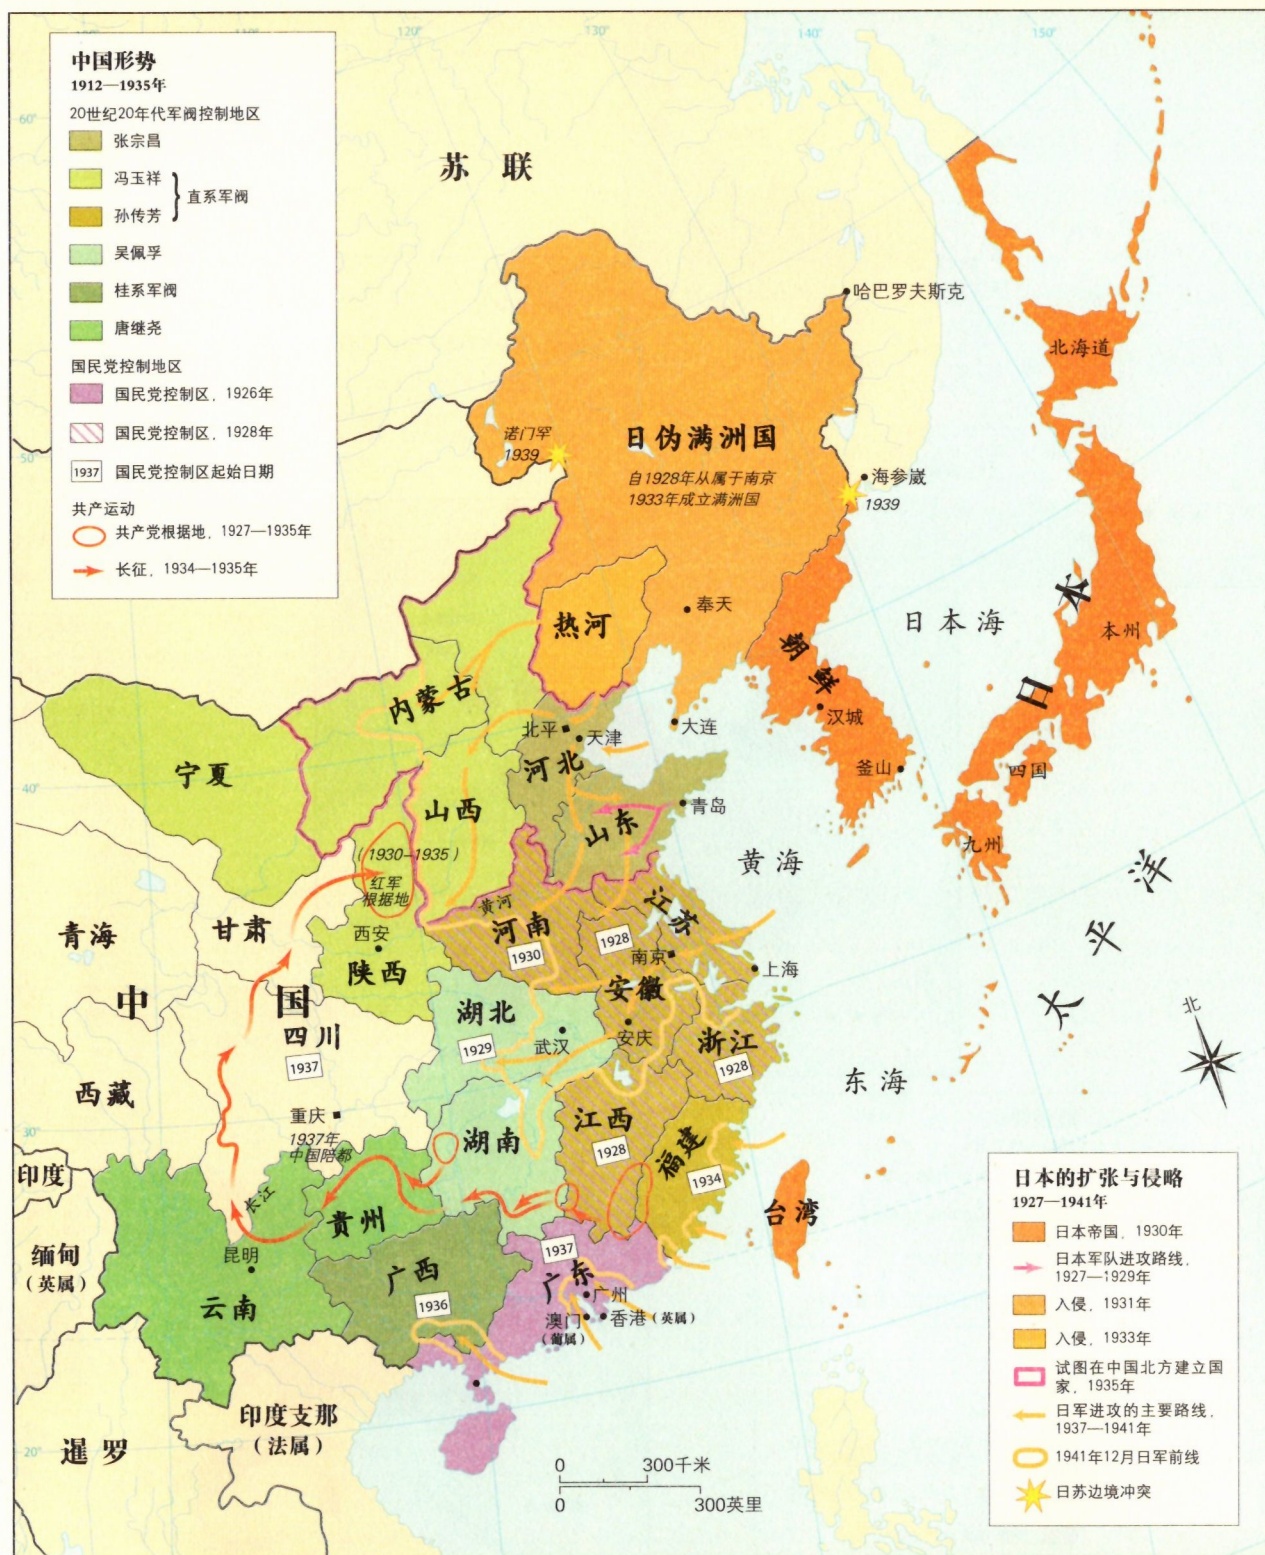 中国形势
1912—1935年
20世纪20年代军阀控制地区
张宗昌
冯玉祥
直系军阀
孙传芳
吴佩孚
桂系军阀
唐继尧
国民党控制地区
国民党控制区，1926年
国民党控制区，1928年
1937 国民党控制区起始日期
共产运动
共产党根据地，1927—1935年
长征，1934—1935年
120°
130°
140°
150°
60°
50°
40°
30°
20°
苏联
哈巴罗夫斯克
北海道
诺门罕
1939
日伪满洲国
自1928年从属于南京
1933年成立满洲国
海参崴
1939
奉天
热河
朝鲜
日本海
日本
本州
内蒙古
北平
天津
大连
汉城
宁夏
河北
釜山
四国
山西
山东
青岛
九州
（1930–1935）
红军
根据地
黄海
太平洋
黄河
青海
甘肃
西安
陕西
河南
1930
江苏
1928
南京
上海
中国
安徽
湖北
1929
武汉
安庆
浙江
1928
北
四川
1937
东海
西藏
重庆
1937年
中国陪都
湖南
江西
1928
福建
1934
印度
长江
贵州
台湾
缅甸
（英属）
昆明
云南
广西
1936
1937
广东
广州
澳门
（葡属）
香港（英属）
印度支那
（法属）
暹罗
0 300千米
0 300英里
日本的扩张与侵略
1927—1941年
日本帝国，1930年
日本军队进攻路线，
1927—1929年
入侵，1931年
入侵，1933年
试图在中国北方建立国
家，1935年
日军进攻的主要路线，
1937—1941年
1941年12月日军前线
日苏边境冲突